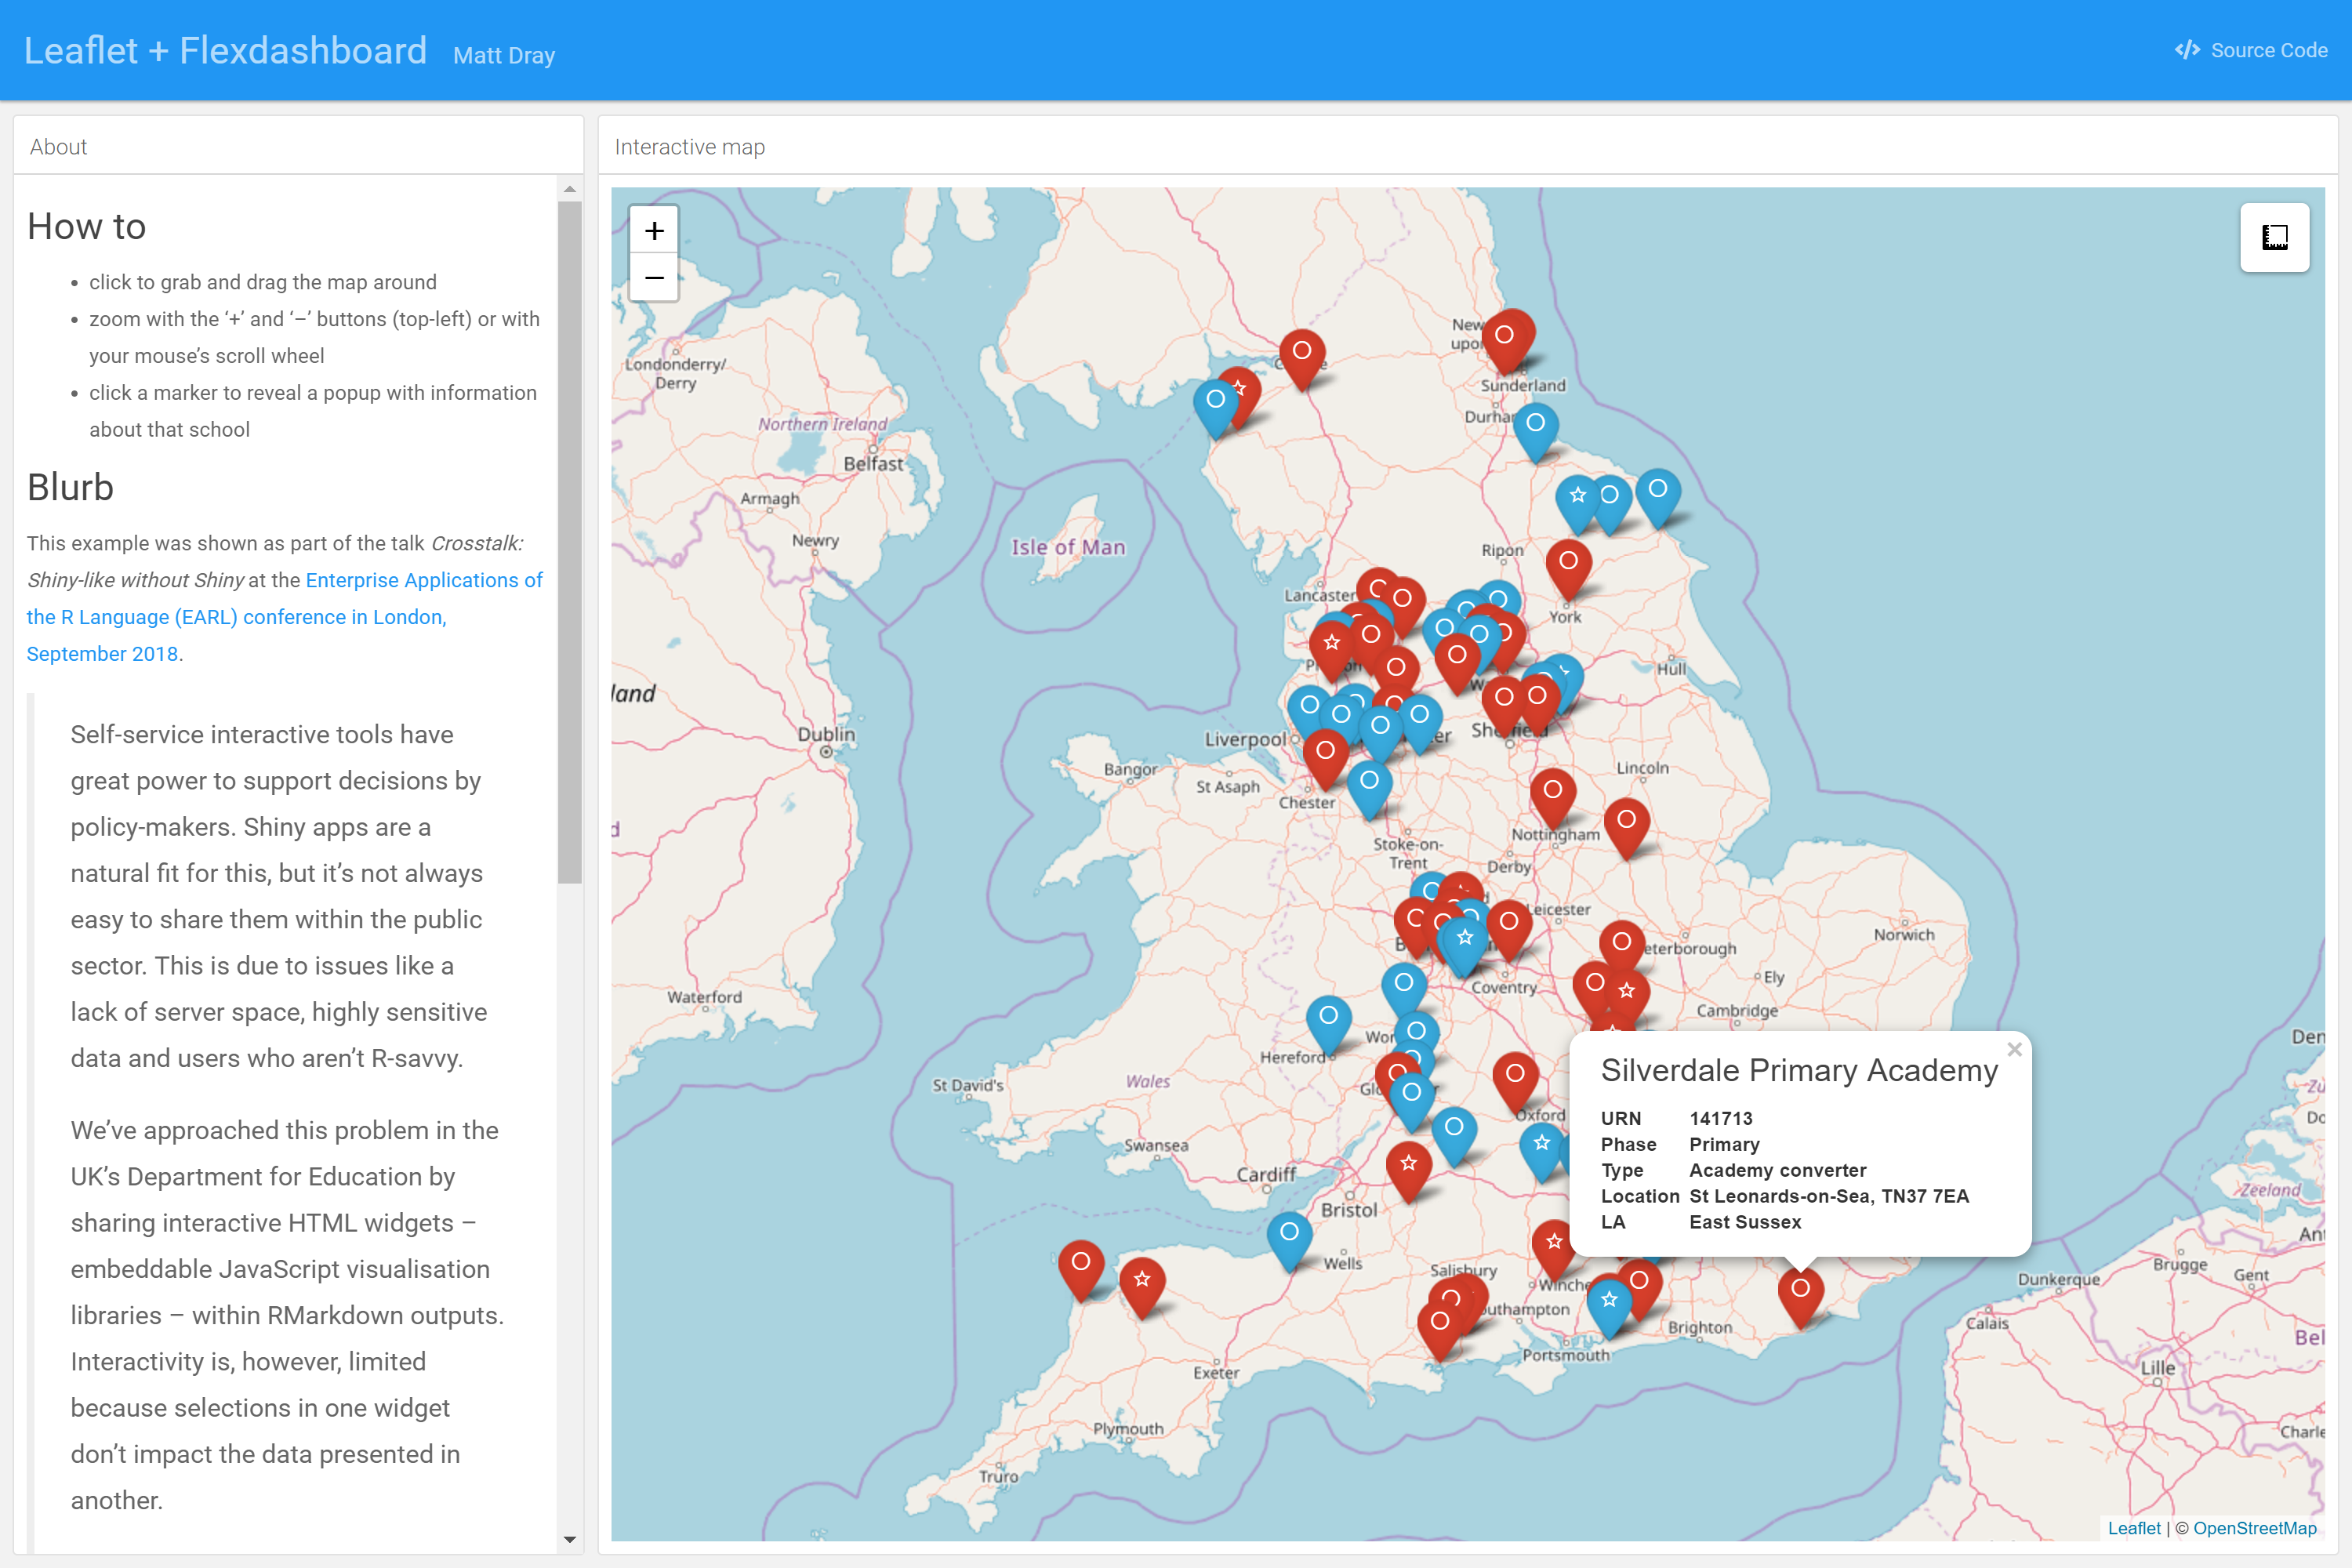 Leaflet + Flexdashboard Matt Dray
Source Code
About
How to
• click to grab and drag the map around
• zoom with the ‘+’ and ‘–’ buttons (top-left) or with
your mouse’s scroll wheel
• click a marker to reveal a popup with information
about that school
Blurb
This example was shown as part of the talk Crosstalk:
Shiny-like without Shiny at the Enterprise Applications of
the R Language (EARL) conference in London,
September 2018.
Self-service interactive tools have
great power to support decisions by
policy-makers. Shiny apps are a
natural fit for this, but it’s not always
easy to share them within the public
sector. This is due to issues like a
lack of server space, highly sensitive
data and users who aren’t R-savvy.
We’ve approached this problem in the
UK’s Department for Education by
sharing interactive HTML widgets –
embeddable JavaScript visualisation
libraries – within RMarkdown outputs.
Interactivity is, however, limited
because selections in one widget
don’t impact the data presented in
another.
Interactive map
+
−
Londonderry/
Derry
Northern Ireland
Belfast
Armagh
Newry
Isle of Man
Dublin
Waterford
Sunderland
Ripon
York
Lancaster
Hull
Liverpool
Bangor
St Asaph
Chester
Lincoln
Nottingham
Stoke-on-
Trent
Derby
Leicester
Norwich
Ely
Coventry
Cambridge
Hereford
St David's
Wales
Oxford
Swansea
Cardiff
Bristol
Wells
Salisbury
Brighton
Portsmouth
Exeter
Plymouth
Truro
Silverdale Primary Academy
×
URN 141713
Phase Primary
Type Academy converter
Location St Leonards-on-Sea, TN37 7EA
LA East Sussex
Zeeland
Brugge
Gent
Dunkerque
Calais
Lille
Leaflet | © OpenStreetMap